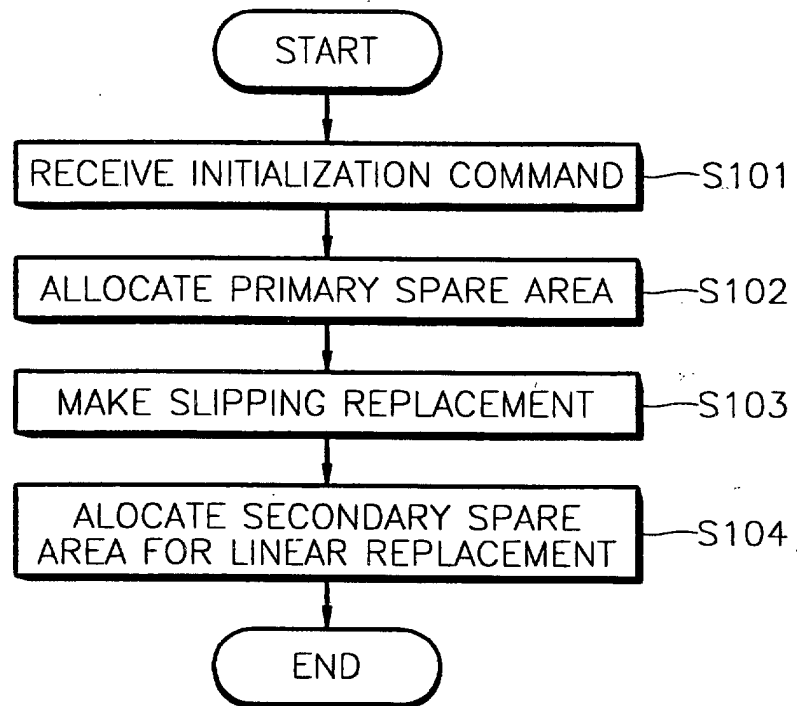 START
RECEIVE INITIALIZATION COMMAND
S101
ALLOCATE PRIMARY SPARE AREA
S102
MAKE SLIPPING REPLACEMENT
S103
ALOCATE SECONDARY SPARE
AREA FOR LINEAR REPLACEMENT
S104
END